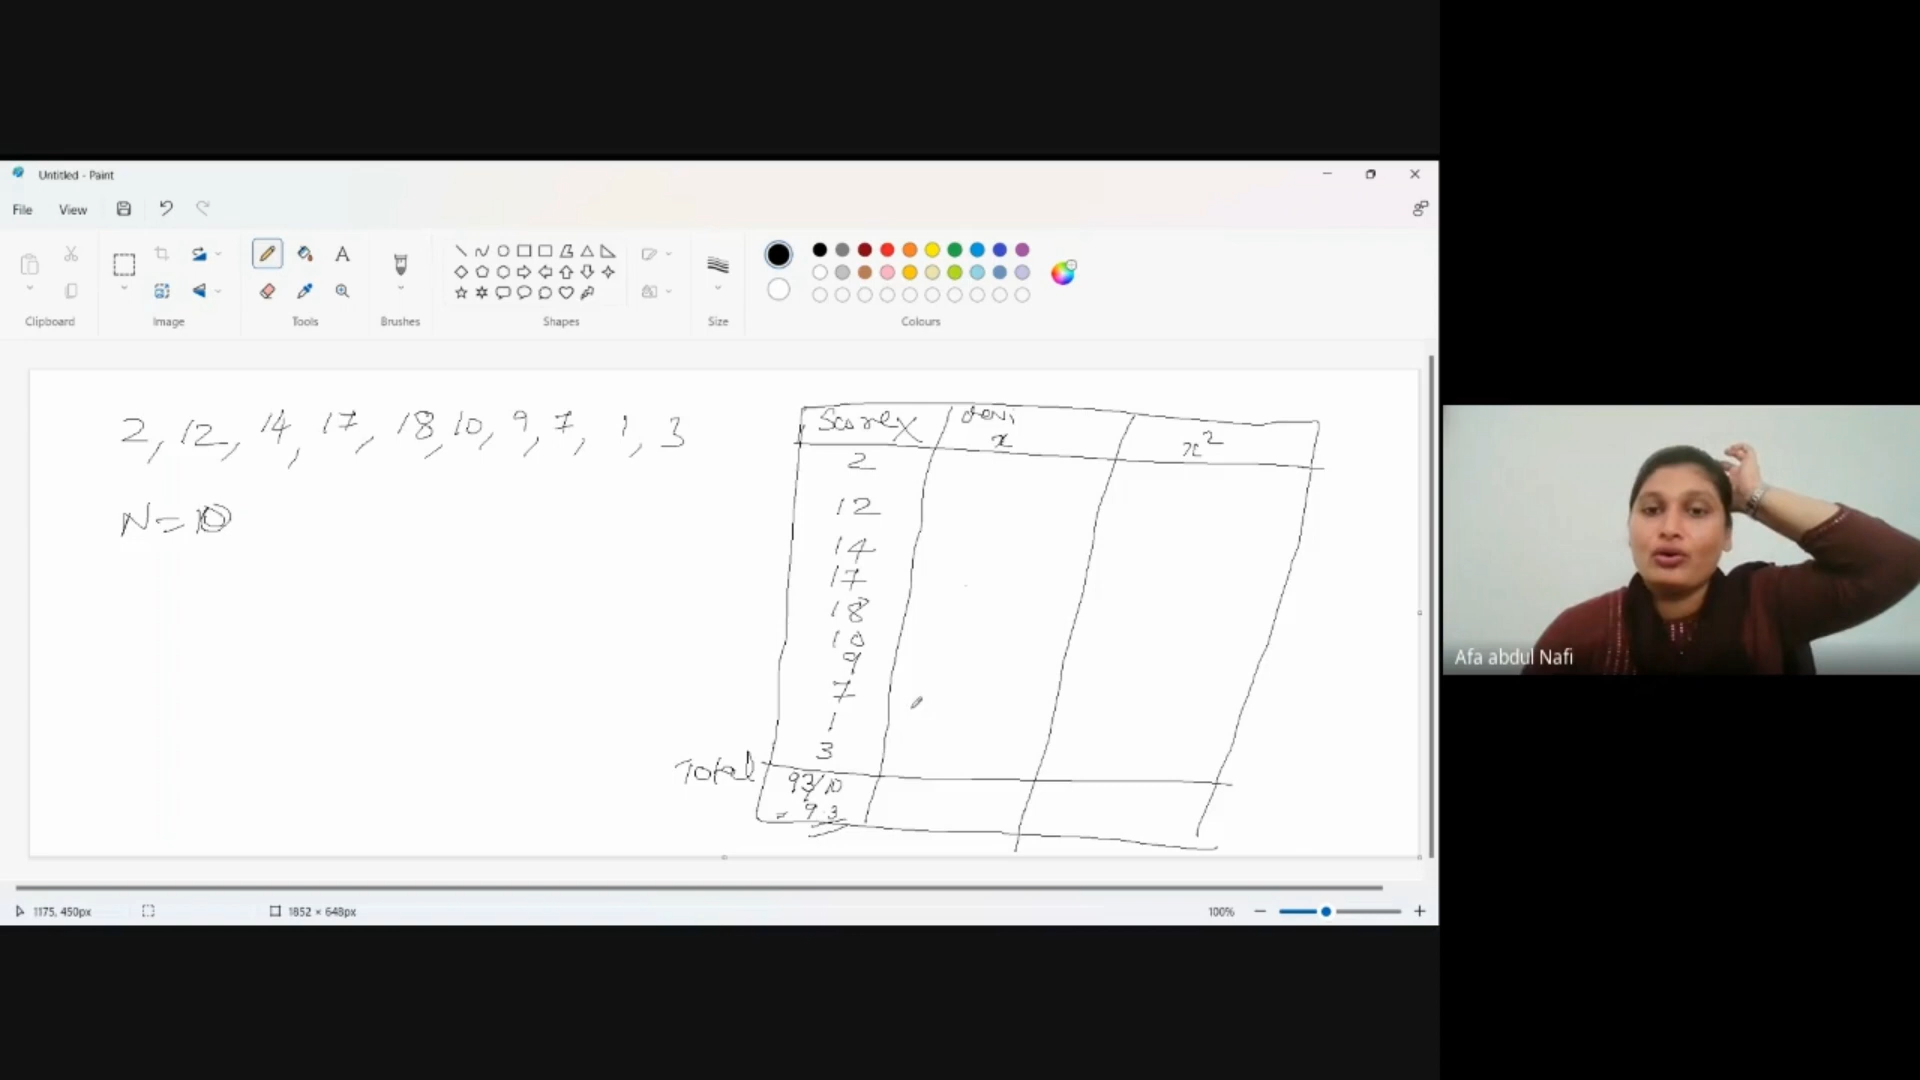 Untitled - Paint
File View
Clipboard Image Tools Brushes Shapes Size Colours
2, 12, 14, 17, 18, 10, 9, 7, 1, 3
N = 10
Score X devi x x²
2
12
14
17
18
10
9
7
1
3
Total 93/10
= 9.3
Afa abdul Nafi
1175, 450px 1852 × 648px 100%